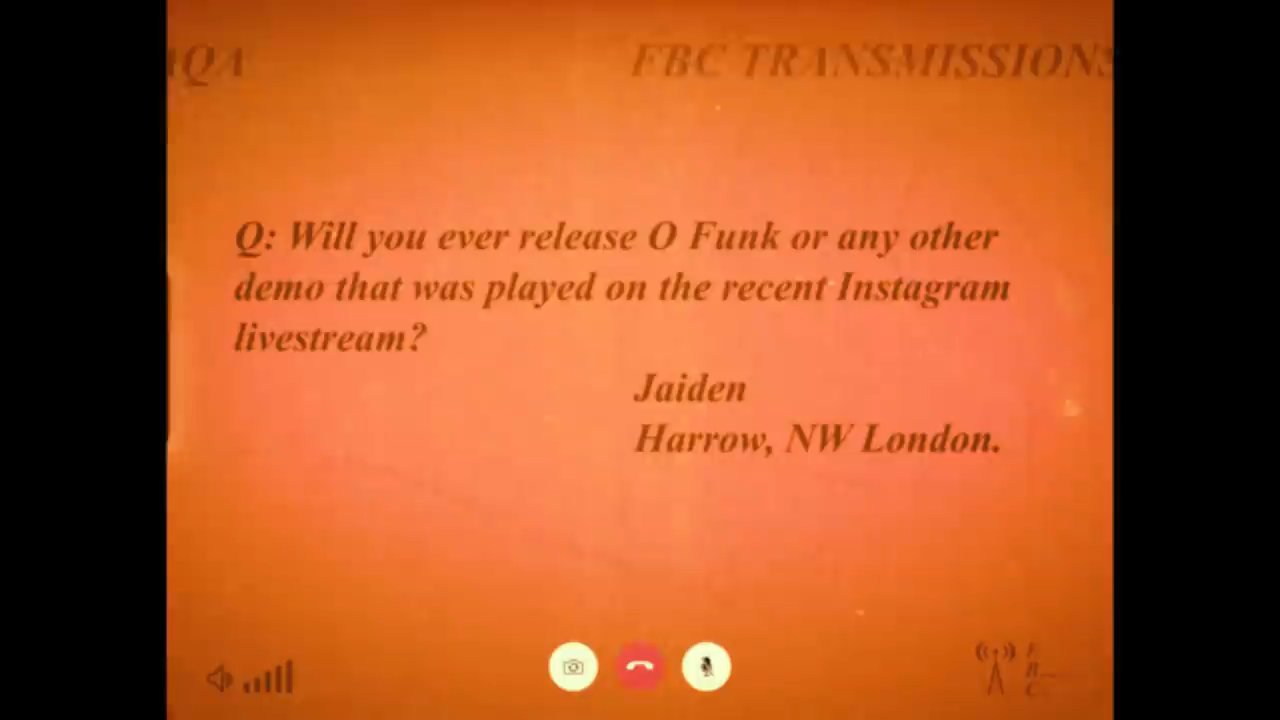 AQA
FBC TRANSMISSIONS
Q: Will you ever release O Funk or any other
demo that was played on the recent Instagram
livestream?
Jaiden
Harrow, NW London.
F
B
C